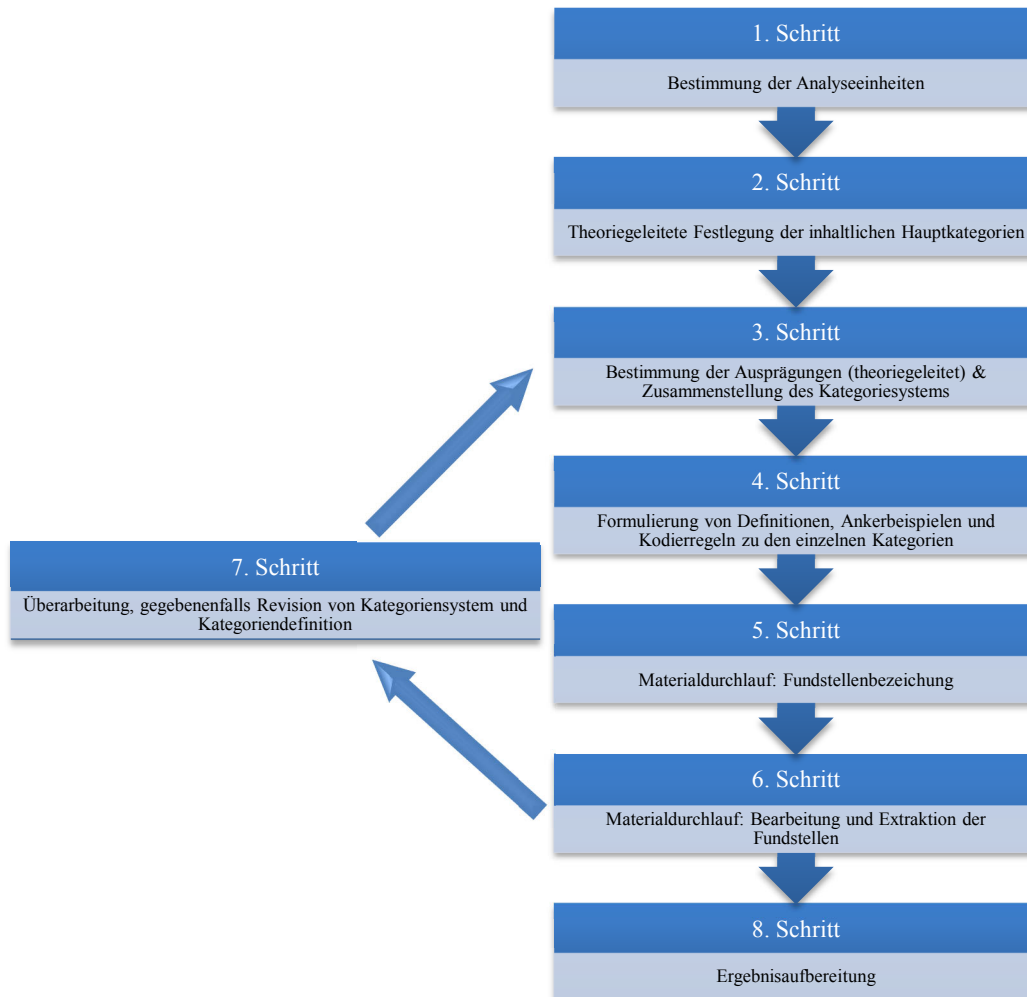 1. Schritt
Bestimmung der Analyseeinheiten
2. Schritt
Theoriegeleitete Festlegung der inhaltlichen Hauptkategorien
3. Schritt
Bestimmung der Ausprägungen (theoriegeleitet) &
Zusammenstellung des Kategoriesystems
4. Schritt
Formulierung von Definitionen, Ankerbeispielen und
Kodierregeln zu den einzelnen Kategorien
5. Schritt
Materialdurchlauf: Fundstellenbezeichung
6. Schritt
Materialdurchlauf: Bearbeitung und Extraktion der
Fundstellen
7. Schritt
Überarbeitung, gegebenenfalls Revision von Kategoriensystem und
Kategoriendefinition
8. Schritt
Ergebnisaufbereitung